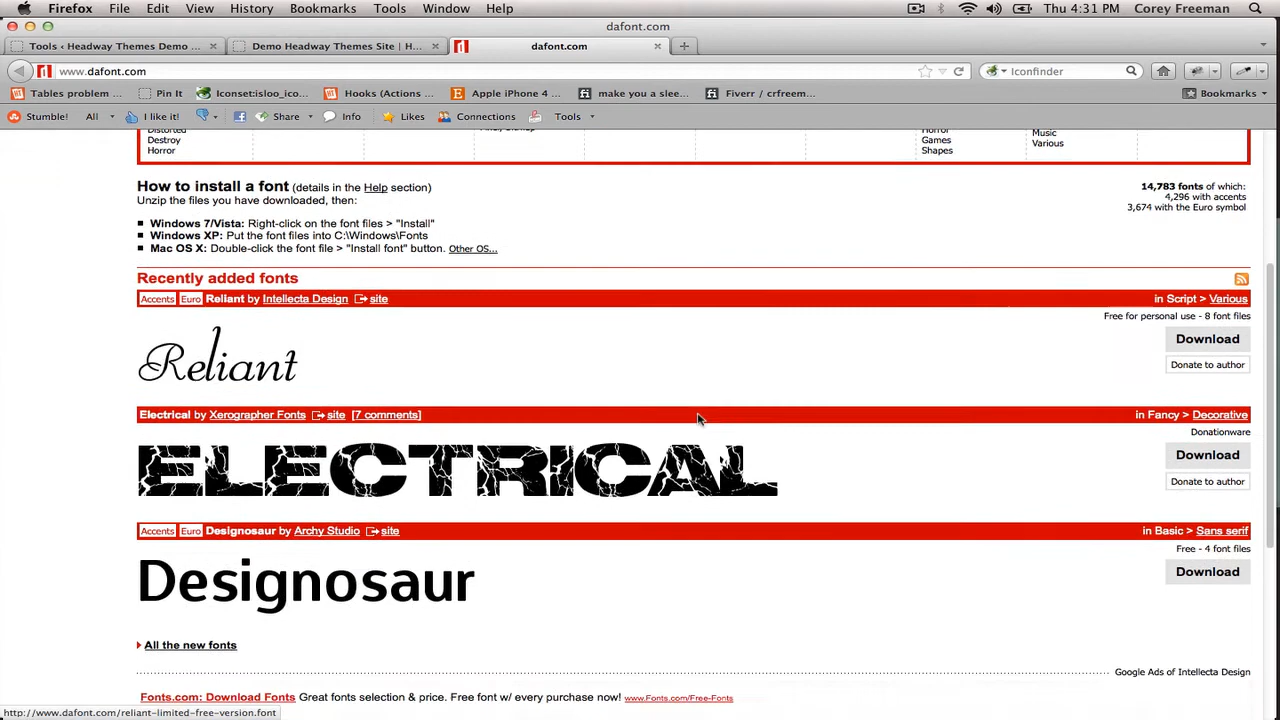 Firefox File Edit View History Bookmarks Tools Window Help Thu 4:31 PM Corey Freeman
dafont.com
Tools ‹ Headway Themes Demo ... Demo Headway Themes Site | H... dafont.com
www.dafont.com Iconfinder
Tables problem ... Pin It Iconset:isloo_ico... Hooks (Actions ... Apple iPhone 4 ... make you a slee... Fiverr / crfreem... Bookmarks
Stumble! All I like it! Share Info Likes Connections Tools
Distorted Horror Music
Destroy Games Various
Horror Shapes
How to install a font (details in the Help section) 14,783 fonts of which:
Unzip the files you have downloaded, then: 4,296 with accents
3,674 with the Euro symbol
Windows 7/Vista: Right-click on the font files > "Install"
Windows XP: Put the font files into C:\Windows\Fonts
Mac OS X: Double-click the font file > "Install font" button. Other OS...
Recently added fonts
Accents Euro Reliant by Intellecta Design site in Script > Various
Free for personal use - 8 font files
Reliant
Download
Donate to author
Electrical by Xerographer Fonts site [7 comments] in Fancy > Decorative
Donationware
ELECTRICAL
Download
Donate to author
Accents Euro Designosaur by Archy Studio site in Basic > Sans serif
Free - 4 font files
Designosaur
Download
All the new fonts
Google Ads of Intellecta Design
Fonts.com: Download Fonts Great fonts selection & price. Free font w/ every purchase now! www.Fonts.com/Free-Fonts
http://www.dafont.com/reliant-limited-free-version.font